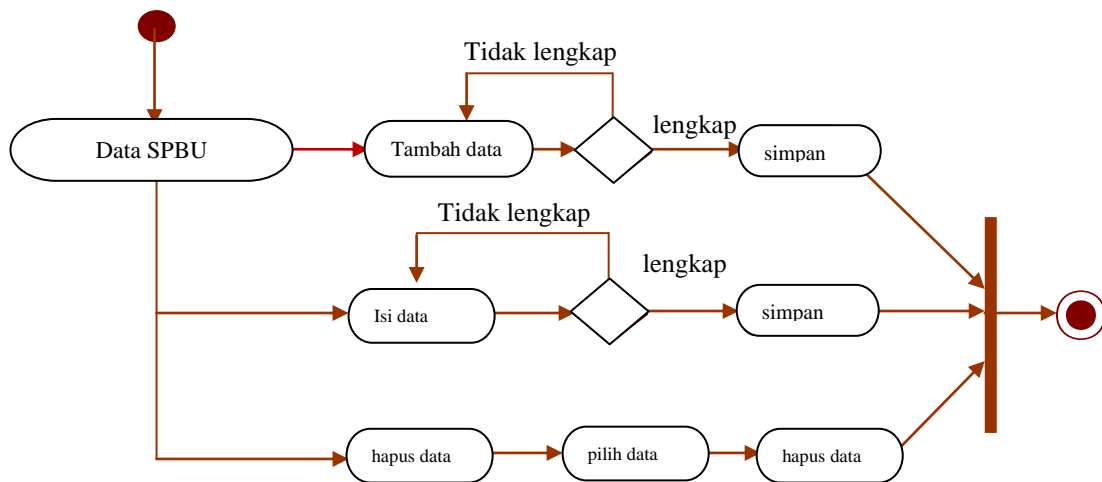 Tidak lengkap
Data SPBU
Tambah data
lengkap
simpan
Tidak lengkap
lengkap
Isi data
simpan
hapus data
pilih data
hapus data